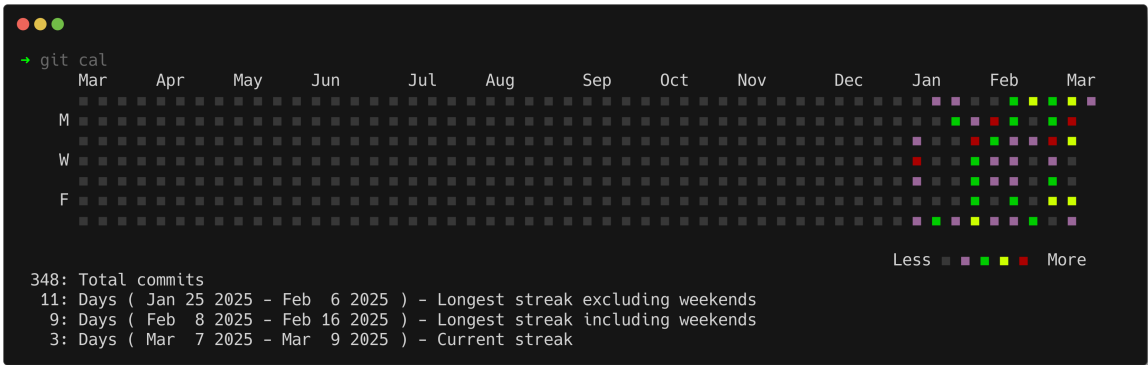 ➜ git cal
Mar Apr May Jun Jul Aug Sep Oct Nov Dec Jan Feb Mar
M
W
F
Less More
348: Total commits
11: Days ( Jan 25 2025 - Feb  6 2025 ) - Longest streak excluding weekends
9: Days ( Feb  8 2025 - Feb 16 2025 ) - Longest streak including weekends
3: Days ( Mar  7 2025 - Mar  9 2025 ) - Current streak